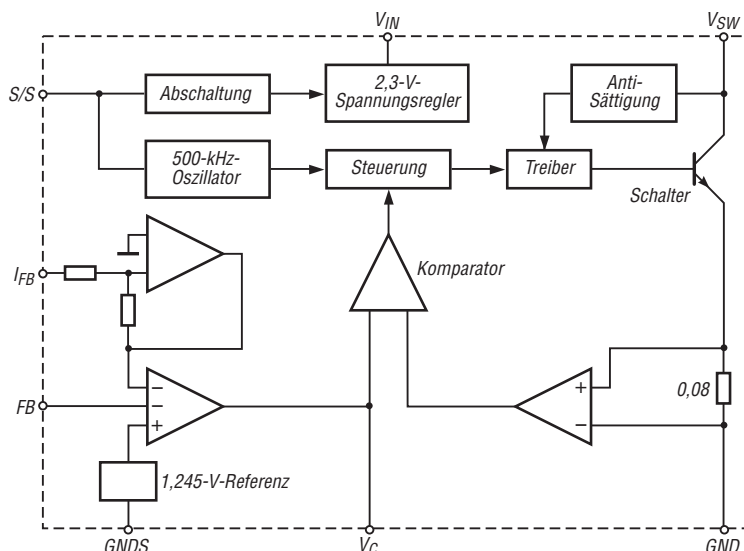 V_IN
V_SW
S/S
Abschaltung
2,3-V-
Spannungsregler
Anti-
Sättigung
500-kHz-
Oszillator
Steuerung
Treiber
Schalter
I_FB
Komparator
FB
−
−
+
+
−
0,08
1,245-V-Referenz
GNDS
V_C
GND